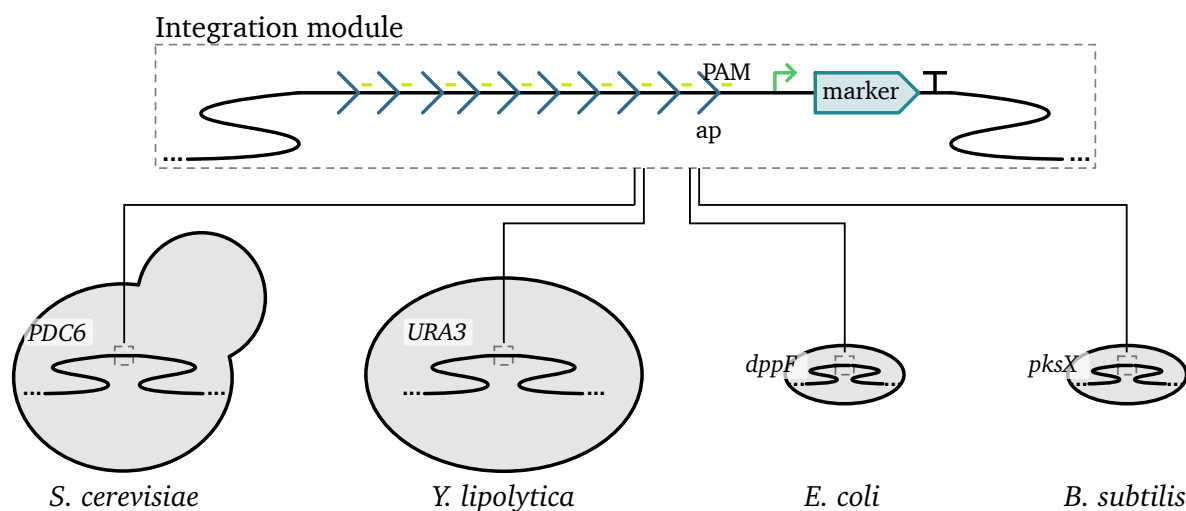 Integration module
PAM
marker
ap
... ...
PDC6
URA3
dppF
pksX
... ... ... ... ... ... ... ...
S. cerevisiae
Y. lipolytica
E. coli
B. subtilis